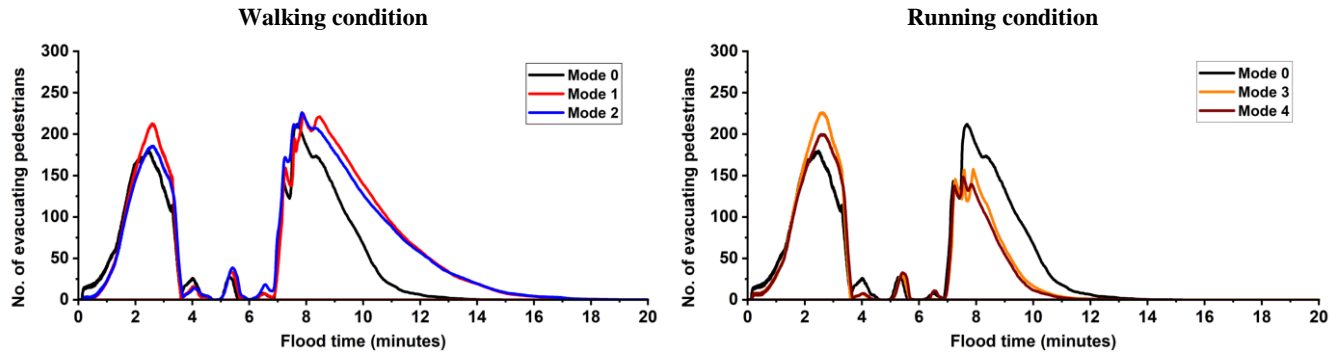 Walking condition
No. of evacuating pedestrians
300
250
200
150
100
50
0
Mode 0
Mode 1
Mode 2
0 2 4 6 8 10 12 14 16 18 20
Flood time (minutes)
Running condition
No. of evacuating pedestrians
300
250
200
150
100
50
0
Mode 0
Mode 3
Mode 4
0 2 4 6 8 10 12 14 16 18 20
Flood time (minutes)